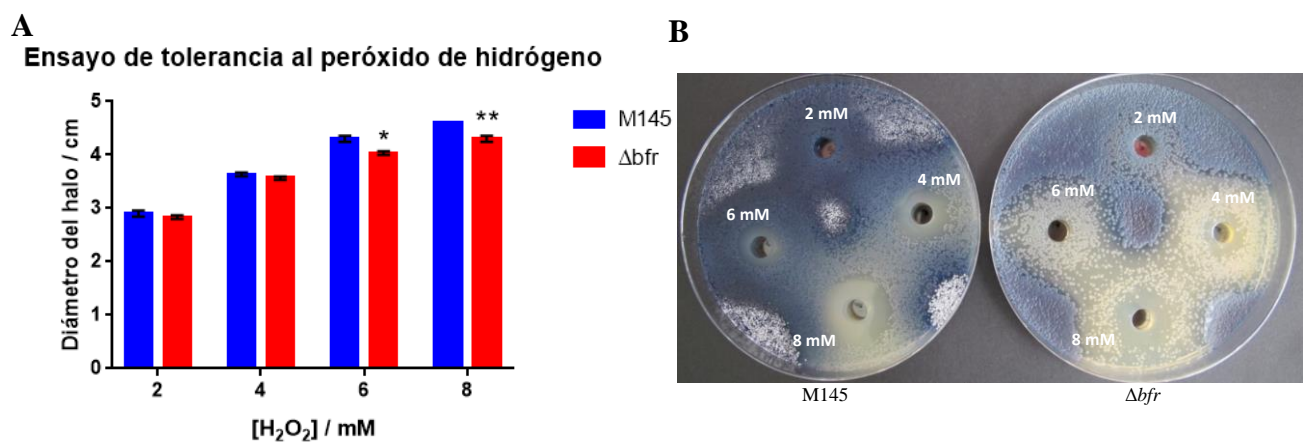 A
Ensayo de tolerancia al peróxido de hidrógeno
Diámetro del halo / cm
5
4
3
2
1
0
*
**
2
4
6
8
[H₂O₂] / mM
M145
Δbfr
B
2 mM
4 mM
6 mM
8 mM
2 mM
6 mM
4 mM
8 mM
M145
Δbfr